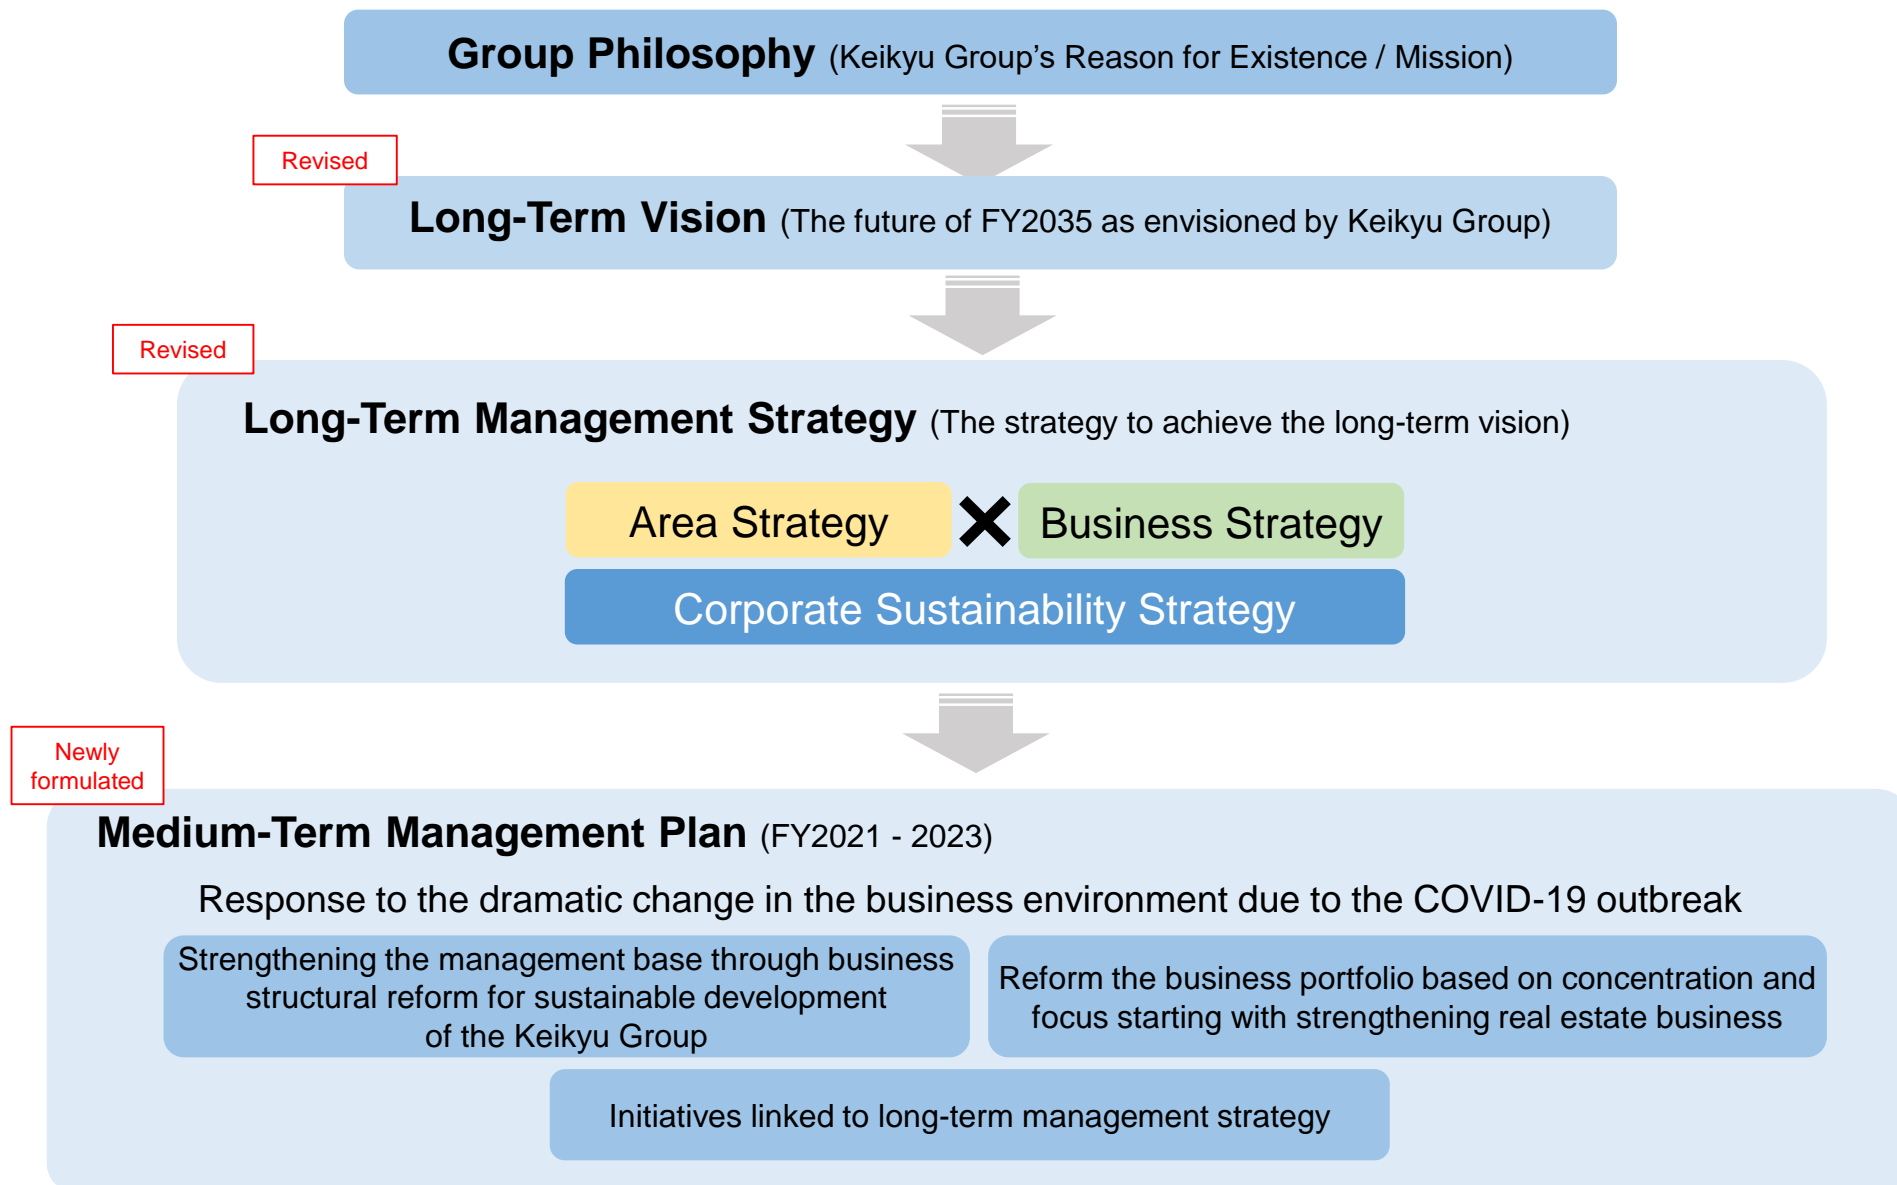 Group Philosophy (Keikyu Group’s Reason for Existence / Mission)
Revised
Long-Term Vision (The future of FY2035 as envisioned by Keikyu Group)
Revised
Long-Term Management Strategy (The strategy to achieve the long-term vision)
Area Strategy
Business Strategy
Corporate Sustainability Strategy
Newly
formulated
Medium-Term Management Plan (FY2021 - 2023)
Response to the dramatic change in the business environment due to the COVID-19 outbreak
Strengthening the management base through business
structural reform for sustainable development
of the Keikyu Group
Reform the business portfolio based on concentration and
focus starting with strengthening real estate business
Initiatives linked to long-term management strategy